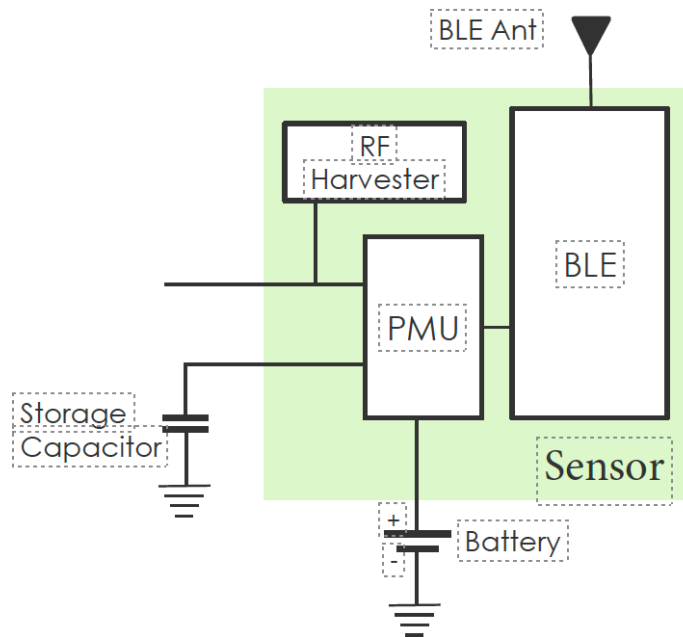 BLE Ant
RF
Harvester
BLE
PMU
Storage
Capacitor
Sensor
+
Battery
-